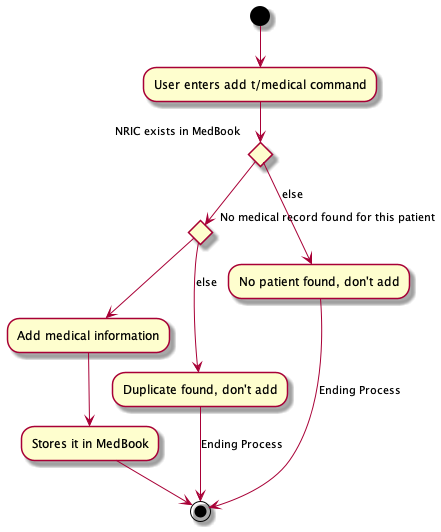 User enters add t/medical command
NRIC exists in MedBook
else
No medical record found for this patient
else
No patient found, don't add
Add medical information
Duplicate found, don't add
Ending Process
Stores it in MedBook
Ending Process